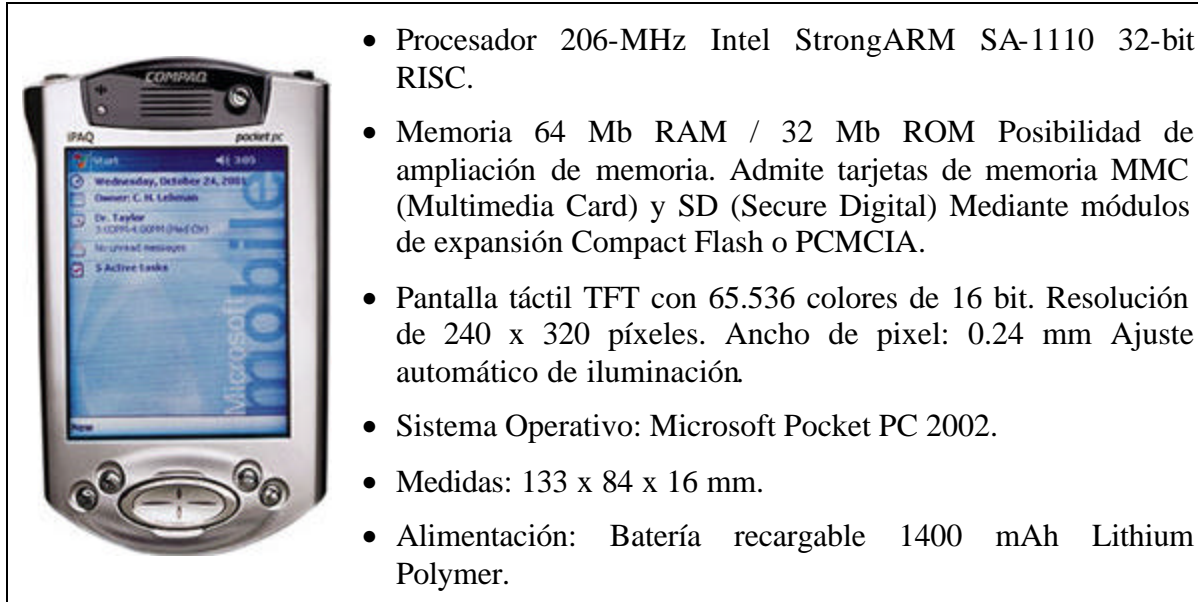 COMPAQ
iPAQ pocket pc
Start 3:05
Wednesday, October 24, 2001
Owner: C. H. Lehman
Dr. Taylor
No unread messages
5 Active tasks
Microsoft
mobile
New
• Procesador 206-MHz Intel StrongARM SA-1110 32-bit
RISC.
• Memoria 64 Mb RAM / 32 Mb ROM Posibilidad de
ampliación de memoria. Admite tarjetas de memoria MMC
(Multimedia Card) y SD (Secure Digital) Mediante módulos
de expansión Compact Flash o PCMCIA.
• Pantalla táctil TFT con 65.536 colores de 16 bit. Resolución
de 240 x 320 píxeles. Ancho de pixel: 0.24 mm Ajuste
automático de iluminación.
• Sistema Operativo: Microsoft Pocket PC 2002.
• Medidas: 133 x 84 x 16 mm.
• Alimentación: Batería recargable 1400 mAh Lithium
Polymer.